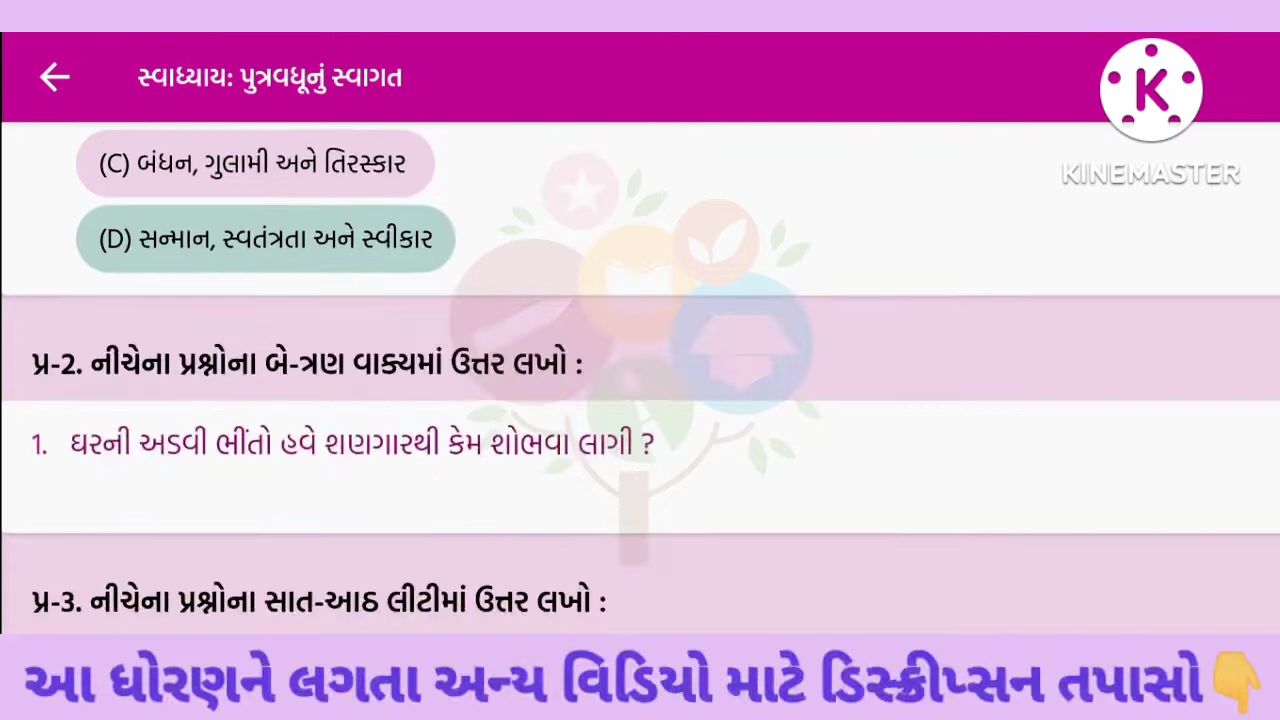 સ્વાધ્યાય: પુત્રવધૂનું સ્વાગત
KINEMASTER
(C) બંધન, ગુલામી અને તિરસ્કાર
(D) સન્માન, સ્વતંત્રતા અને સ્વીકાર
પ્ર-2. નીચેના પ્રશ્નોના બે-ત્રણ વાક્યમાં ઉત્તર લખો :
1. ઘરની અડવી ભીંતો હવે શણગારથી કેમ શોભવા લાગી ?
પ્ર-3. નીચેના પ્રશ્નોના સાત-આઠ લીટીમાં ઉત્તર લખો :
આ ધોરણને લગતા અન્ય વિડિયો માટે ડિસ્ક્રીપ્સન તપાસો👇